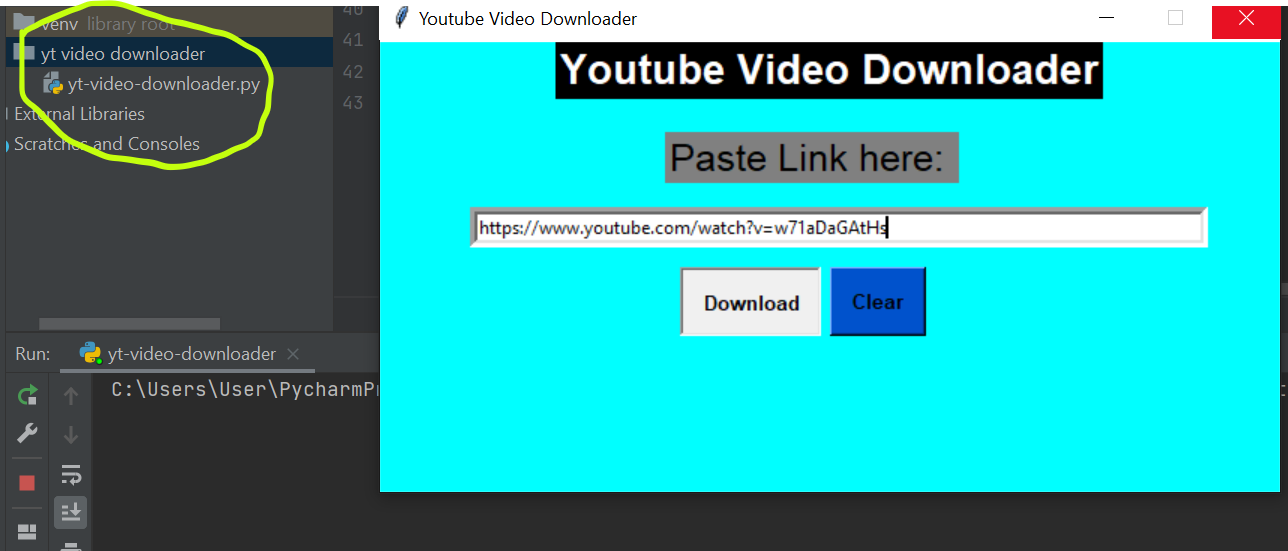 venv library root
yt video downloader
yt-video-downloader.py
External Libraries
Scratches and Consoles
40
41
42
43
Youtube Video Downloader
Youtube Video Downloader
Paste Link here:
https://www.youtube.com/watch?v=w71aDaGAtHs
Download Clear
Run: yt-video-downloader
C:\Users\User\PycharmPr